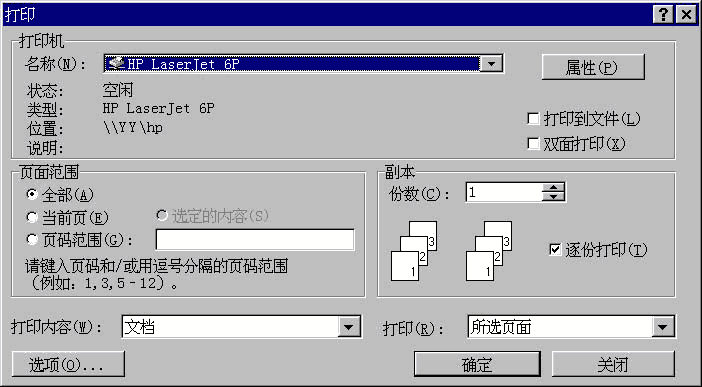 打印
打印机
名称(N):
HP LaserJet 6P
属性(P)
状态:
空闲
类型:
HP LaserJet 6P
位置:
\\YY\hp
说明:
打印到文件(L)
双面打印(X)
页面范围
全部(A)
当前页(E)
选定的内容(S)
页码范围(G):
请键入页码和/或用逗号分隔的页码范围
(例如: 1,3,5-12)。
副本
份数(C):
1
1 2 3
1 2 3
逐份打印(T)
打印内容(W):
文档
打印(R):
所选页面
选项(O)...
确定
关闭